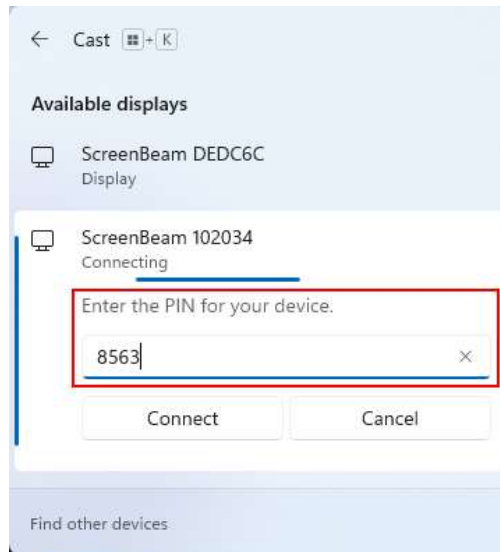 ← Cast ⊞+K
Available displays
ScreenBeam DEDC6C
Display
ScreenBeam 102034
Connecting
Enter the PIN for your device.
8563
Connect Cancel
Find other devices